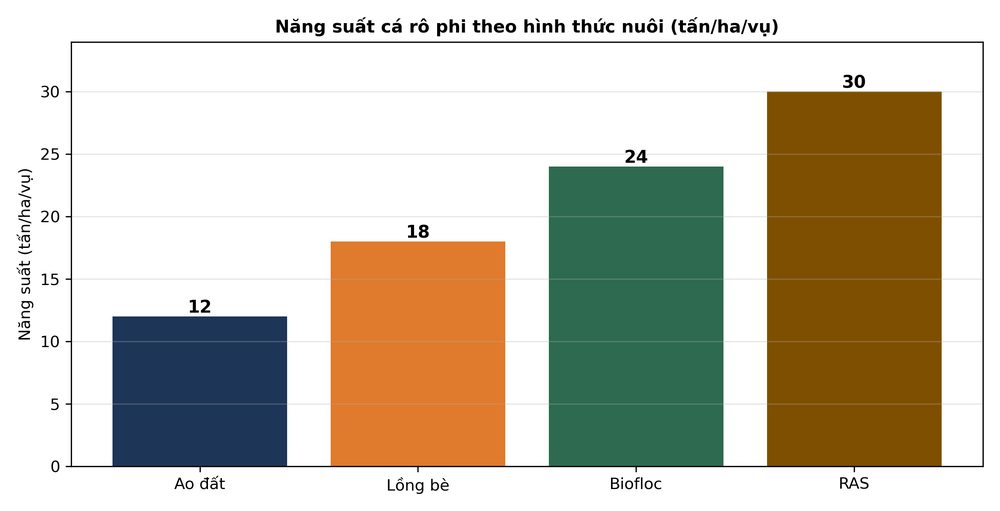 Năng suất cá rô phi theo hình thức nuôi (tấn/ha/vụ)
Năng suất (tấn/ha/vụ)
30
25
20
15
10
5
0
12
18
24
30
Ao đất
Lồng bè
Biofloc
RAS